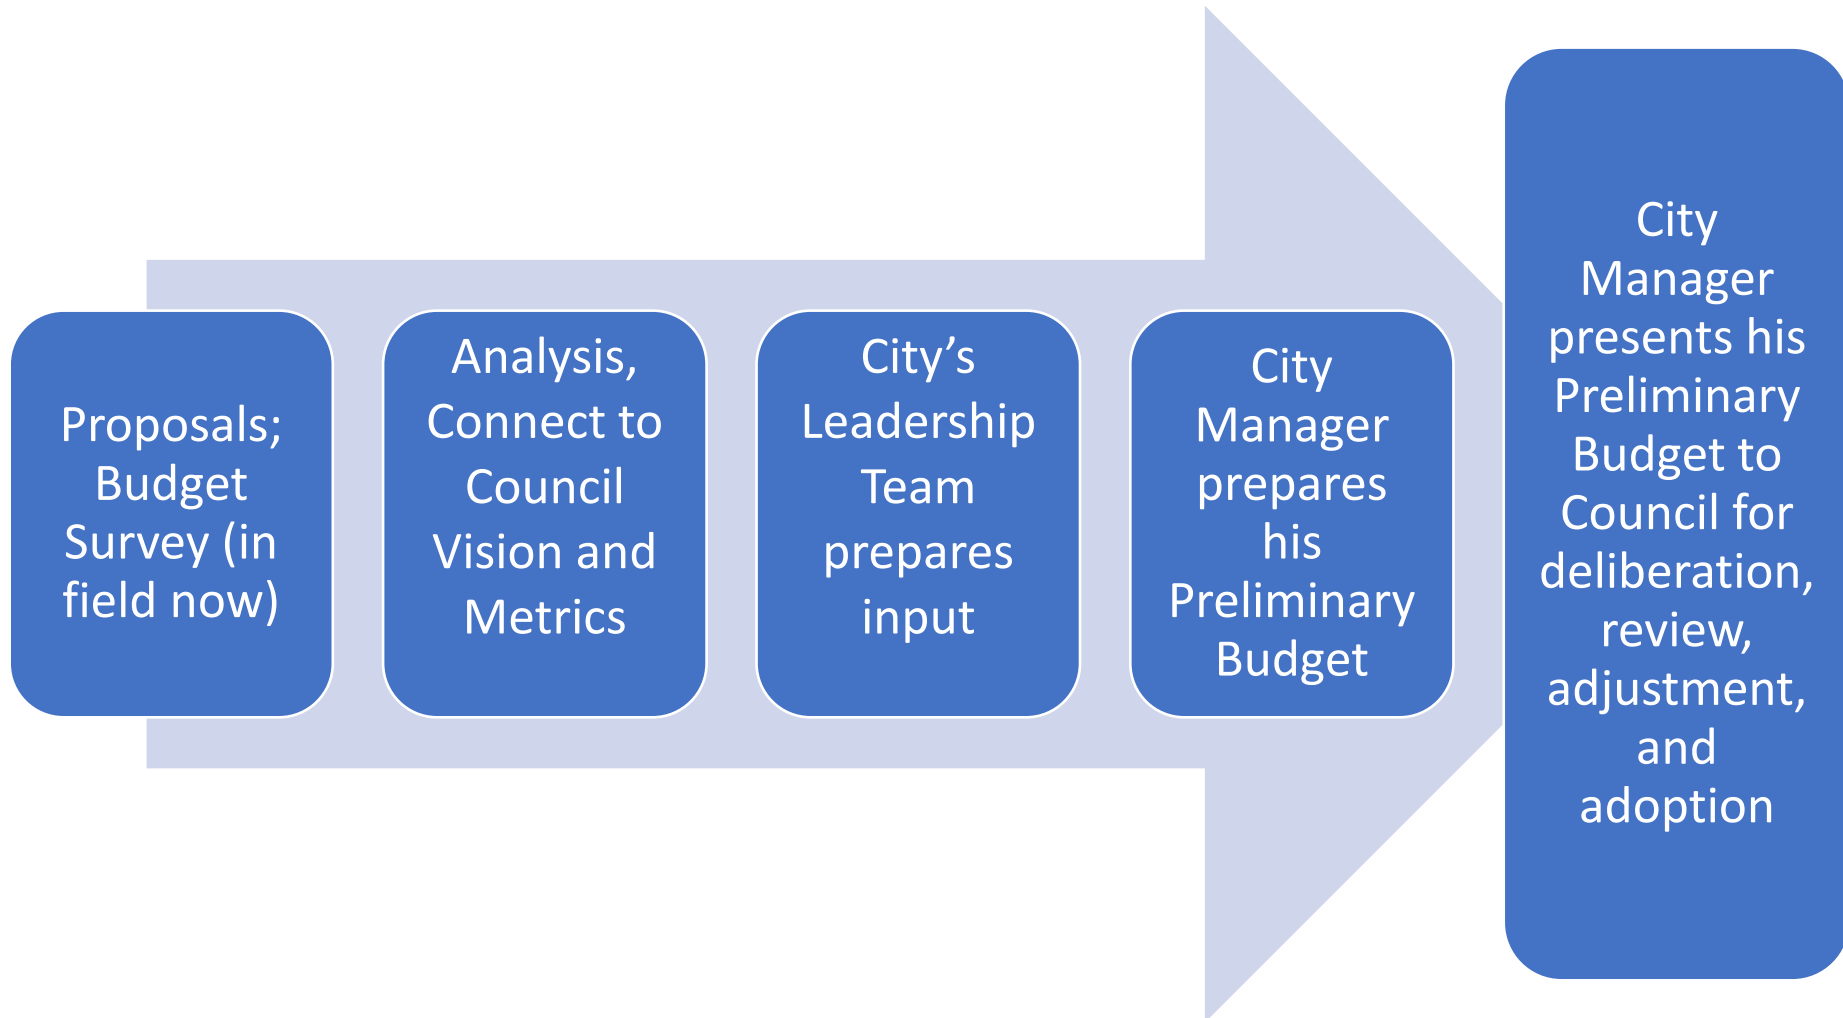 Proposals;
Budget
Survey (in
field now)
Analysis,
Connect to
Council
Vision and
Metrics
City’s
Leadership
Team
prepares
input
City
Manager
prepares
his
Preliminary
Budget
City
Manager
presents his
Preliminary
Budget to
Council for
deliberation,
review,
adjustment,
and
adoption